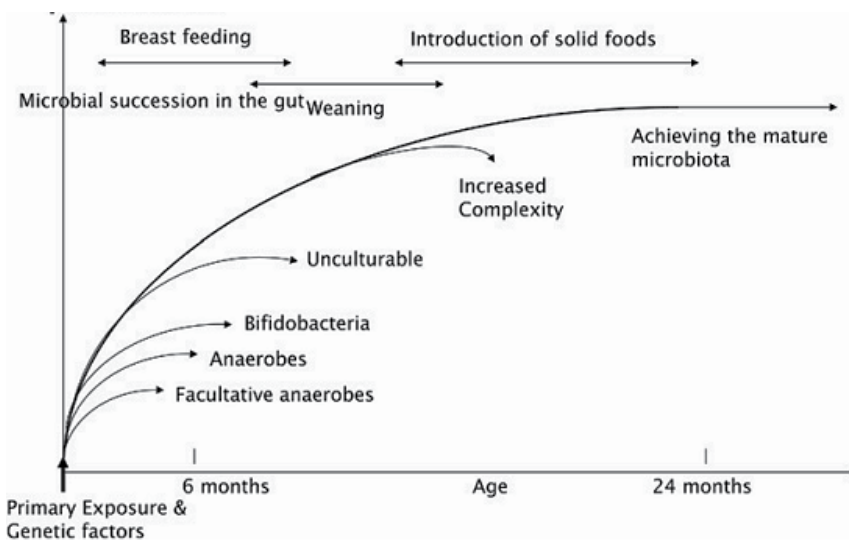 Breast feeding
Introduction of solid foods
Microbial succession in the gut
Weaning
Achieving the mature
microbiota
Increased
Complexity
Unculturable
Bifidobacteria
Anaerobes
Facultative anaerobes
6 months
Age
24 months
Primary Exposure &
Genetic factors